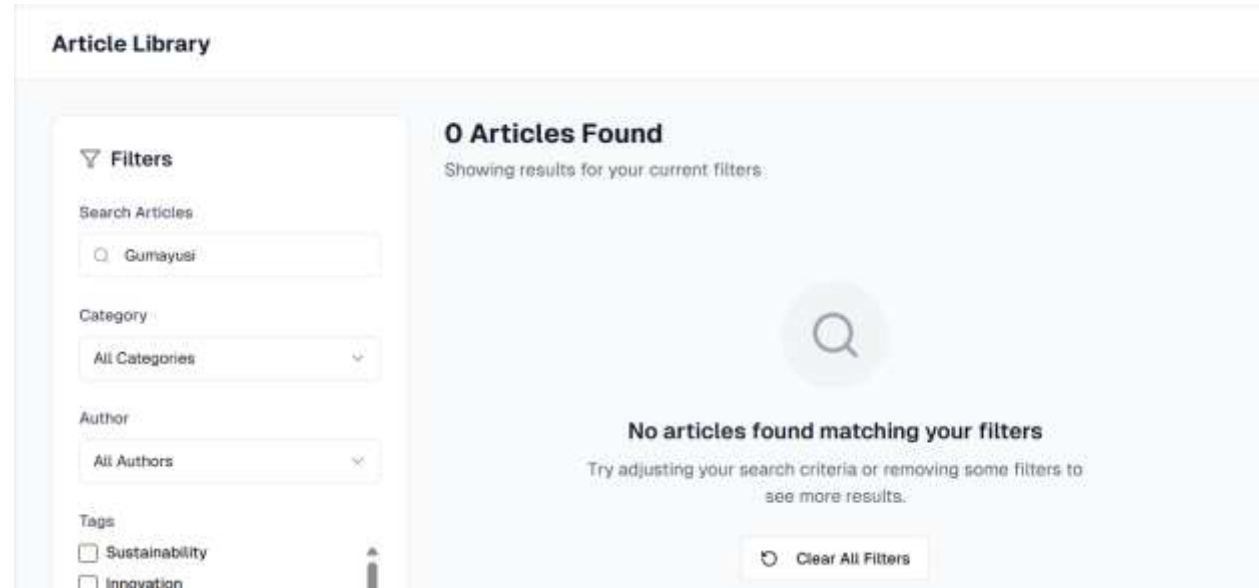 Article Library
Filters
Search Articles
Gumayusi
Category
All Categories
Author
All Authors
Tags
Sustainability
Innovation
0 Articles Found
Showing results for your current filters
No articles found matching your filters
Try adjusting your search criteria or removing some filters to
see more results.
Clear All Filters